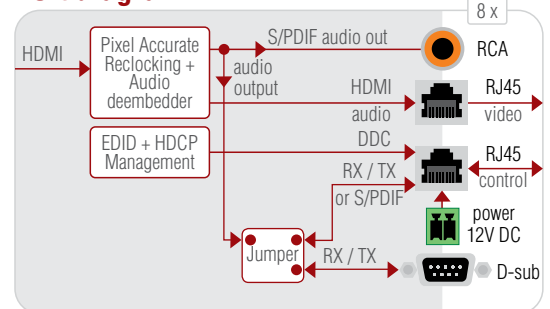 8 x
HDMI
Pixel Accurate
Reclocking +
Audio
deembedder
S/PDIF audio out
RCA
audio
output
HDMI
audio
RJ45
video
EDID + HDCP
Management
DDC
RX / TX
or S/PDIF
RJ45
control
power
12V DC
Jumper
RX / TX
D-sub